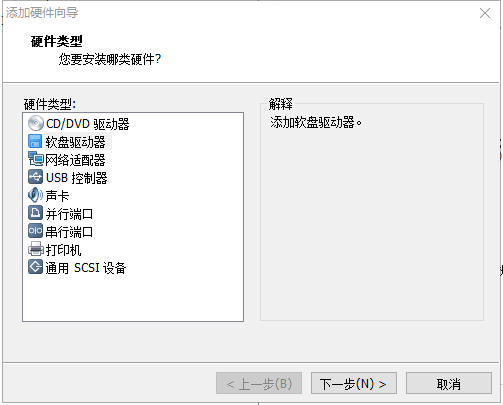 添加硬件向导
硬件类型
您要安装哪类硬件?
硬件类型:
CD/DVD 驱动器
软盘驱动器
网络适配器
USB 控制器
声卡
并行端口
串行端口
打印机
通用 SCSI 设备
解释
添加软盘驱动器。
< 上一步(B)
下一步(N) >
取消